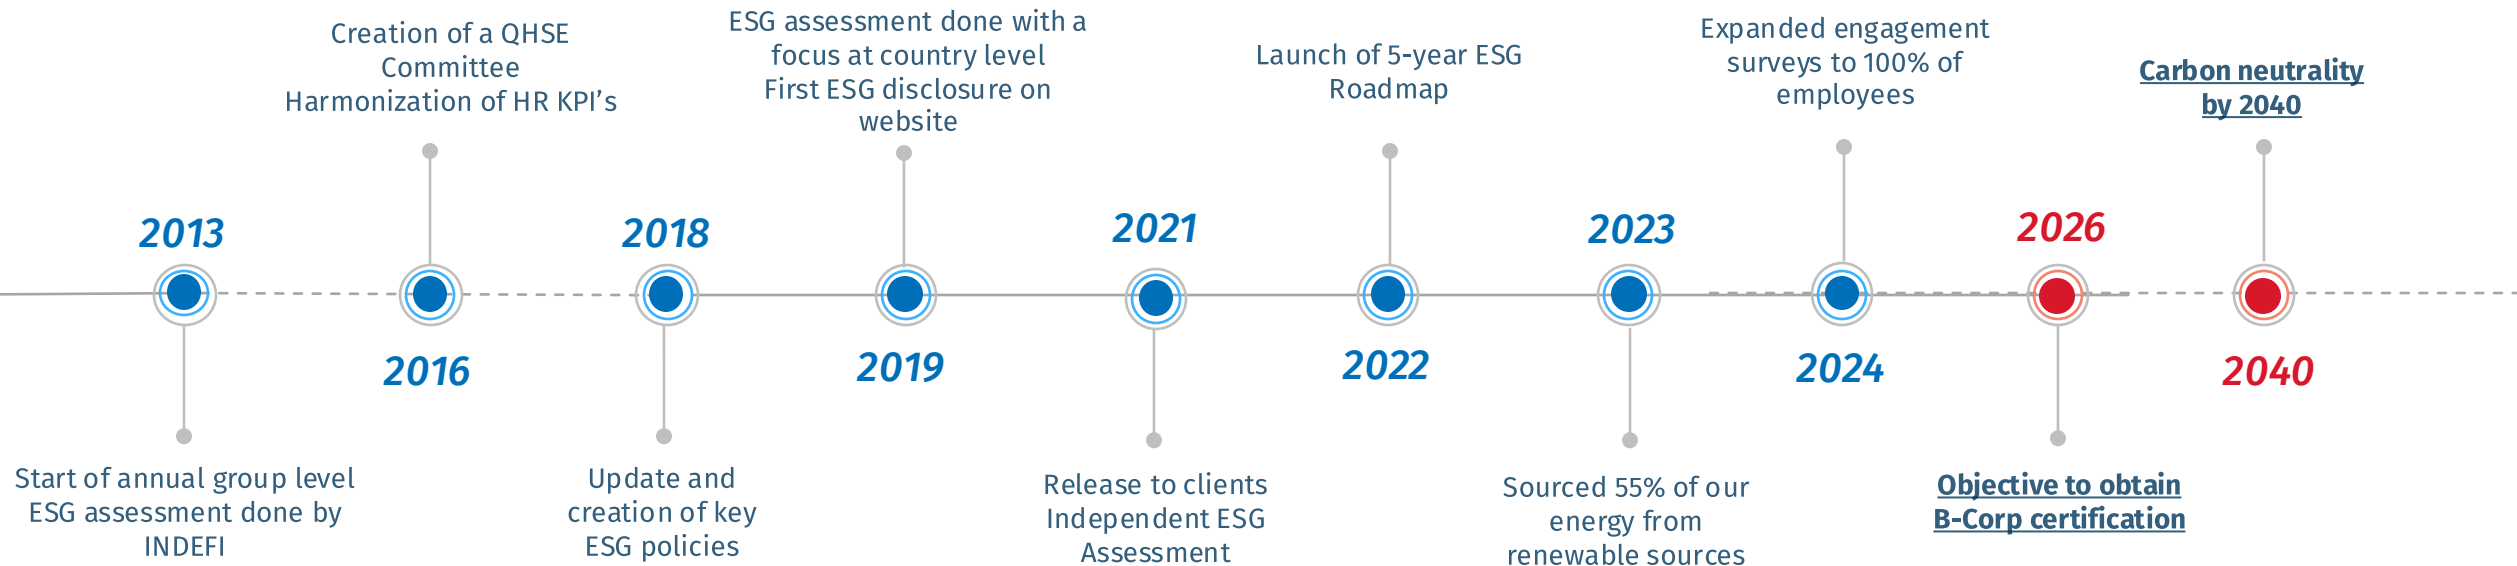 Creation of a QHSE
Committee
Harmonization of HR KPI's
ESG assessment done with a
focus at country level
First ESG disclosure on
website
Launch of 5-year ESG
Roadmap
Expanded engagement
surveys to 100% of
employees
Carbon neutrality
by 2040
2013
2018
2021
2023
2026
2016
2019
2022
2024
2040
Start of annual group level
ESG assessment done by
INDEFI
Update and
creation of key
ESG policies
Release to clients
Independent ESG
Assessment
Sourced 55% of our
energy from
renewable sources
Objective to obtain
B-Corp certification